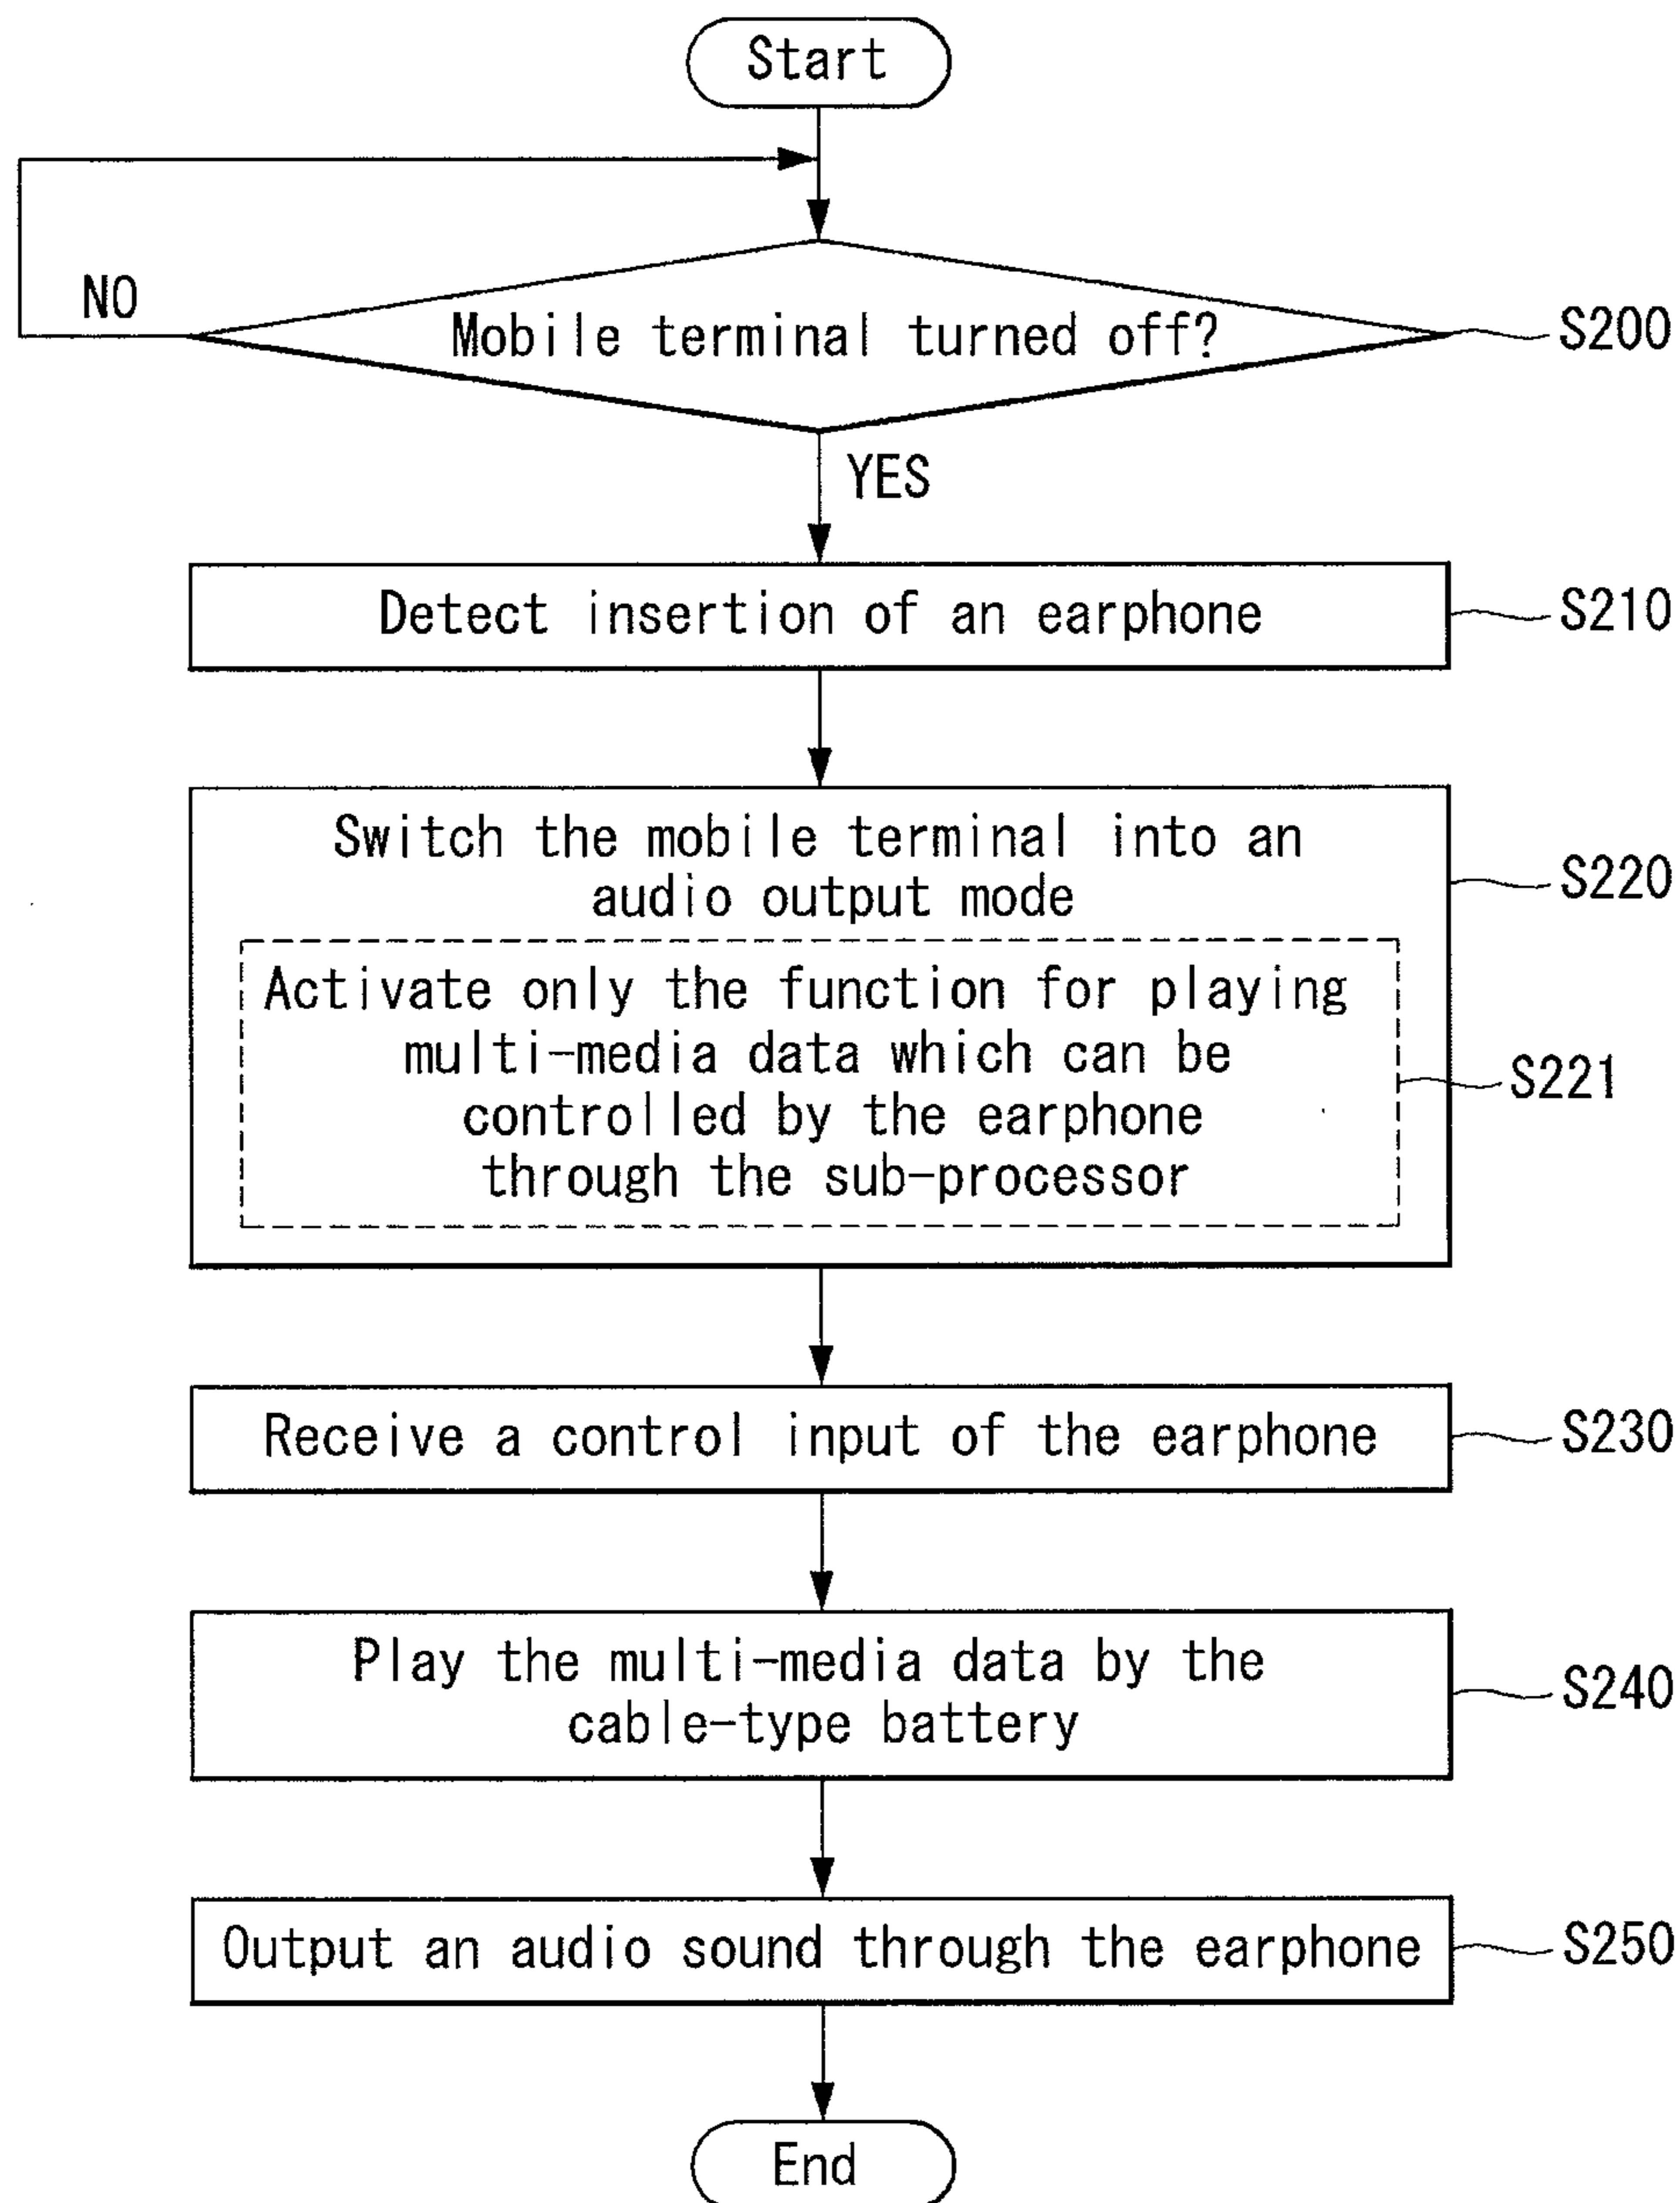 Start
NO
Mobile terminal turned off?
S200
YES
Detect insertion of an earphone
S210
Switch the mobile terminal into an
audio output mode
S220
Activate only the function for playing
multi-media data which can be
controlled by the earphone
through the sub-processor
S221
Receive a control input of the earphone
S230
Play the multi-media data by the
cable-type battery
S240
Output an audio sound through the earphone
S250
End